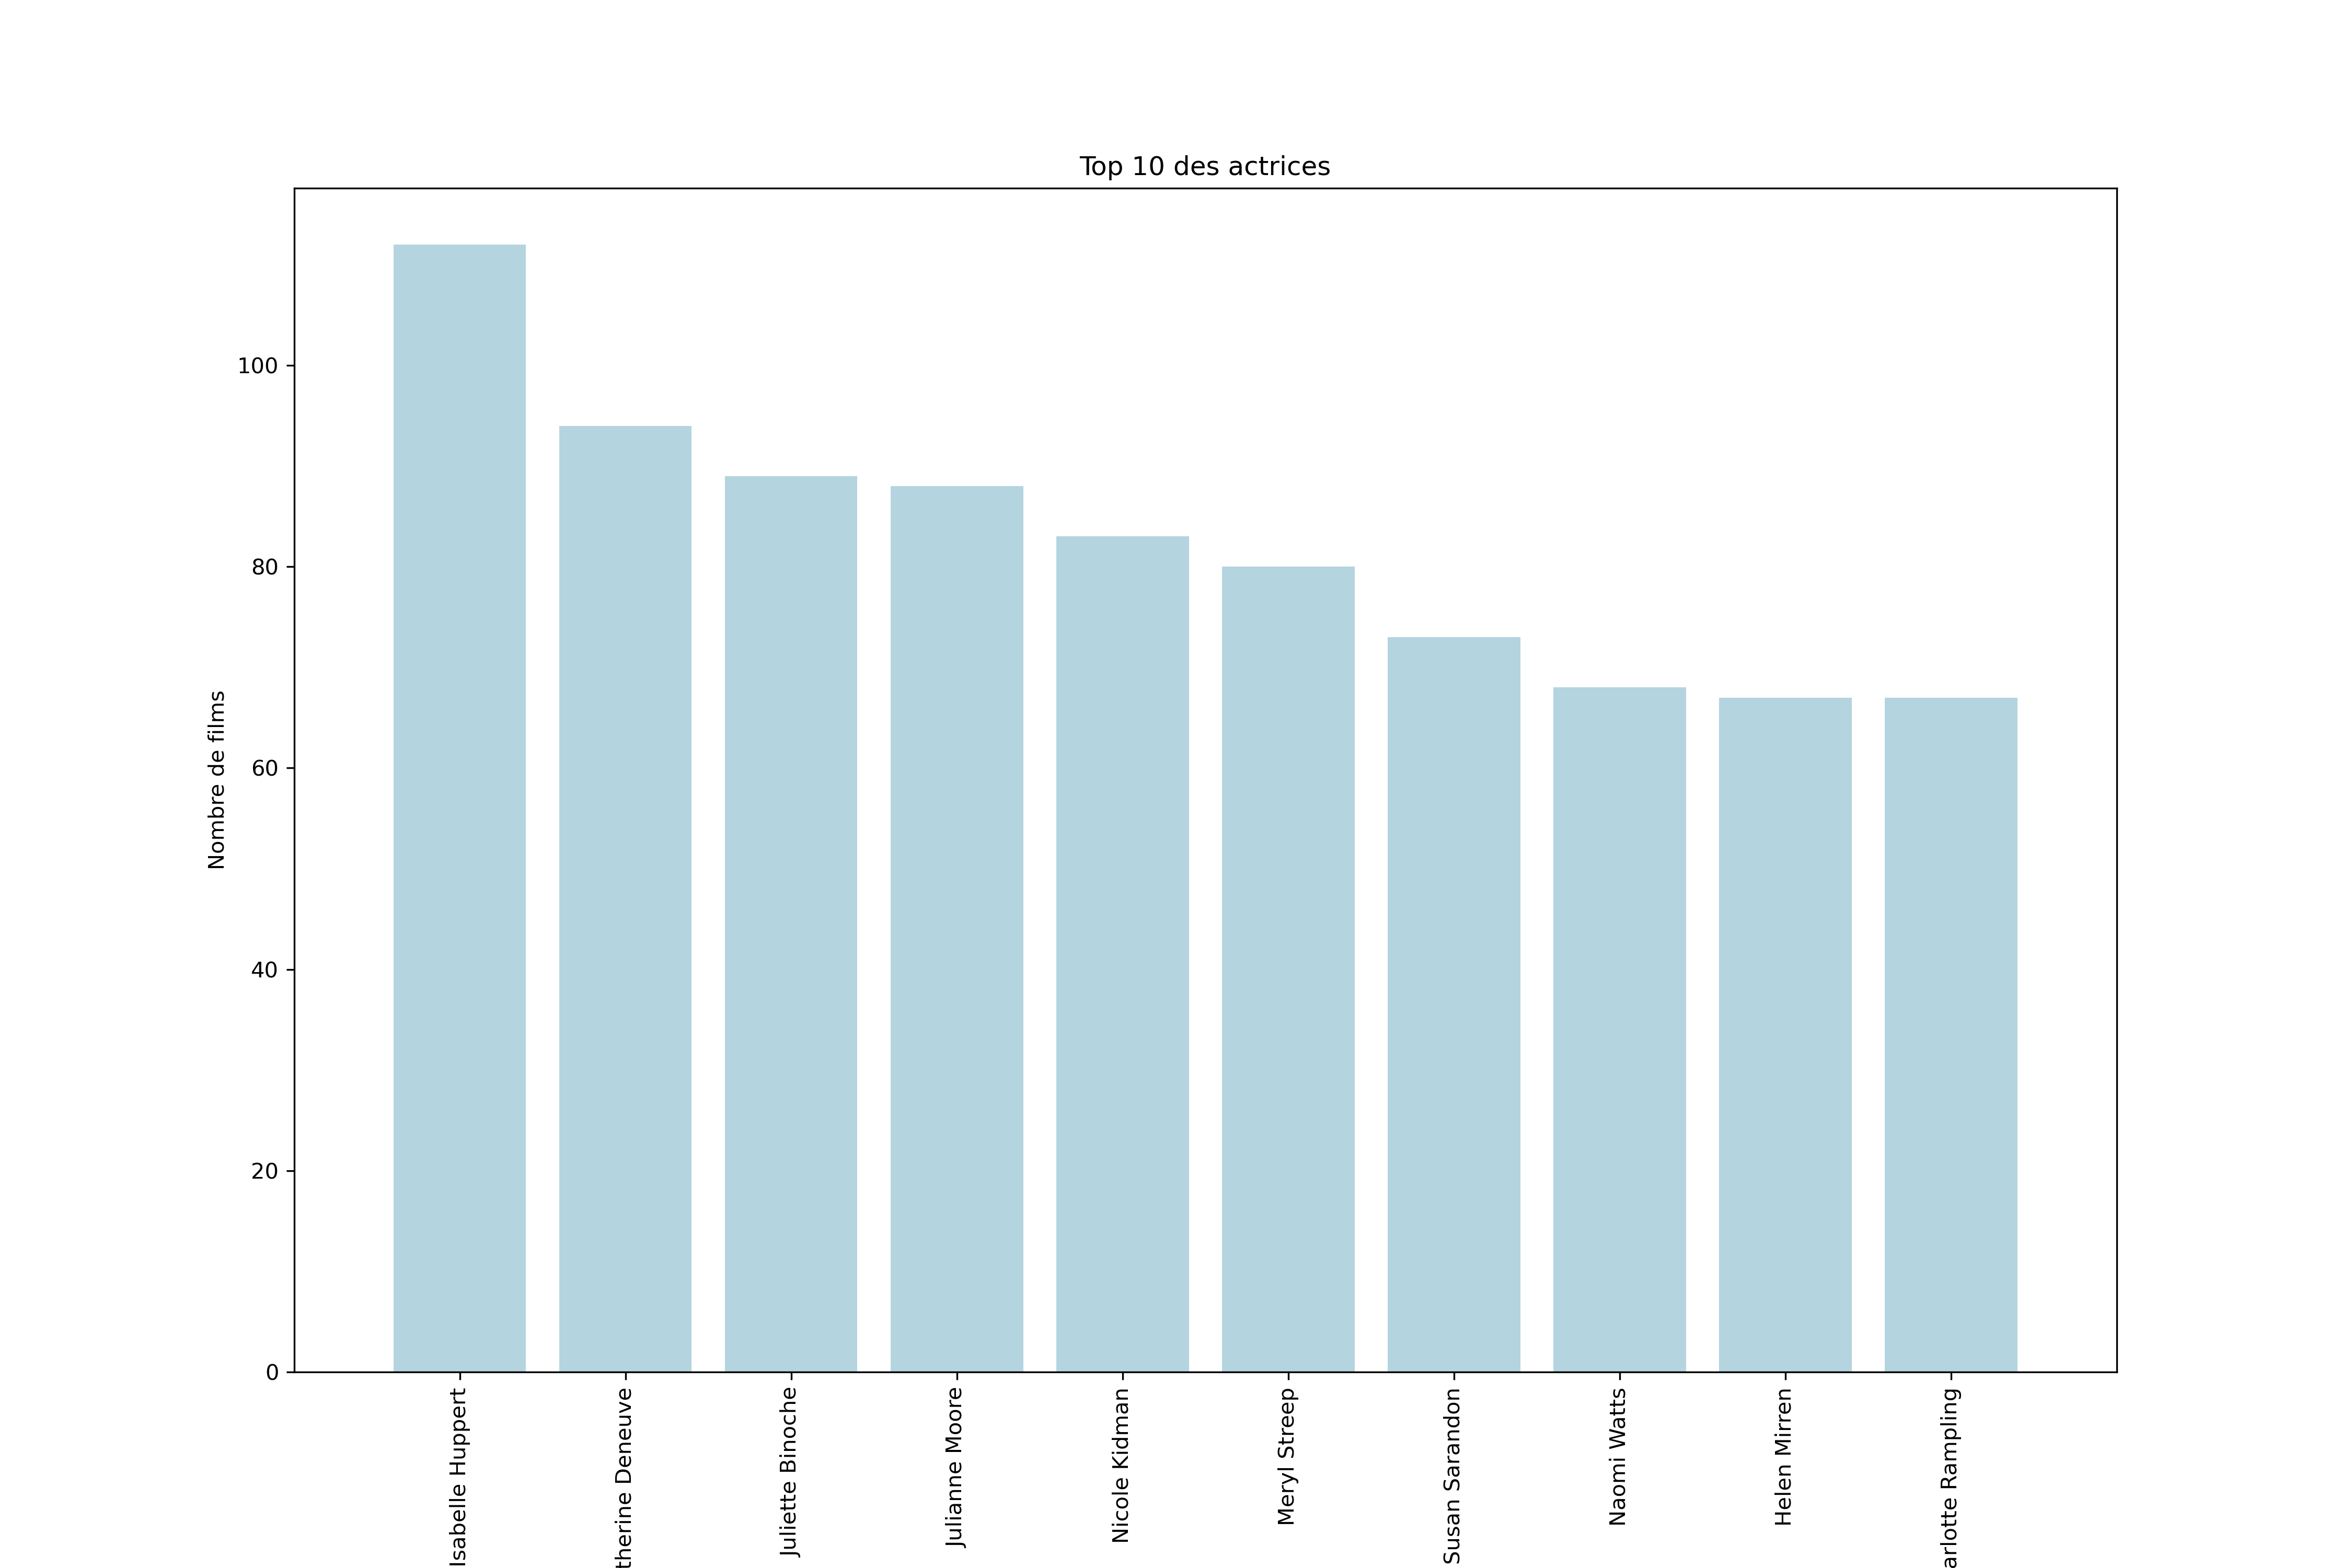 Top 10 des actrices
Nombre de films
100
80
60
40
20
0
Isabelle Huppert
therine Deneuve
Juliette Binoche
Julianne Moore
Nicole Kidman
Meryl Streep
Susan Sarandon
Naomi Watts
Helen Mirren
arlotte Rampling